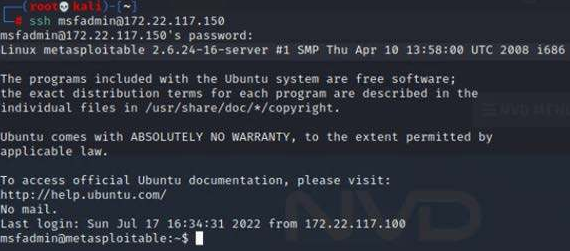 ┌──(root💀kali)-[~]
└─# ssh msfadmin@172.22.117.150
msfadmin@172.22.117.150's password:
Linux metasploitable 2.6.24-16-server #1 SMP Thu Apr 10 13:58:00 UTC 2008 i686
The programs included with the Ubuntu system are free software;
the exact distribution terms for each program are described in the
individual files in /usr/share/doc/*/copyright.
Ubuntu comes with ABSOLUTELY NO WARRANTY, to the extent permitted by
applicable law.
To access official Ubuntu documentation, please visit:
http://help.ubuntu.com/
No mail.
Last login: Sun Jul 17 16:34:31 2022 from 172.22.117.100
msfadmin@metasploitable:~$
NVD MENU
NVD